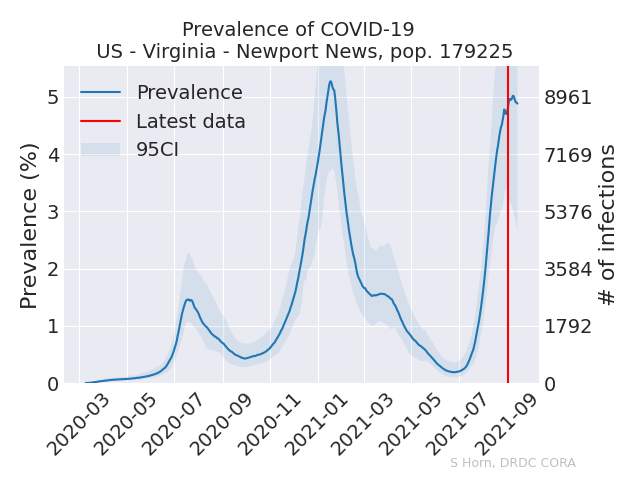 Prevalence of COVID-19
US - Virginia - Newport News, pop. 179225
Prevalence
Latest data
95CI
Prevalence (%)
5
4
3
2
1
0
8961
7169
5376
3584
1792
0
# of infections
2020-03
2020-05
2020-07
2020-09
2020-11
2021-01
2021-03
2021-05
2021-07
2021-09
S Horn, DRDC CORA